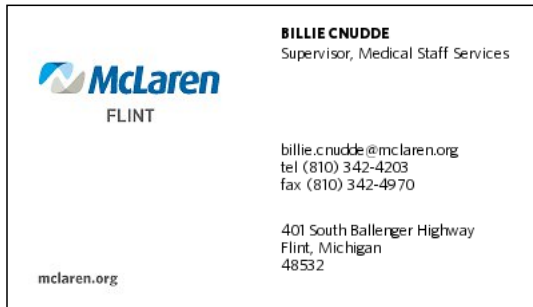 BILLIE CNUDDE
Supervisor, Medical Staff Services
McLaren
FLINT
billie.cnudde@mclaren.org
tel (810) 342-4203
fax (810) 342-4970
401 South Ballenger Highway
Flint, Michigan
48532
mclaren.org